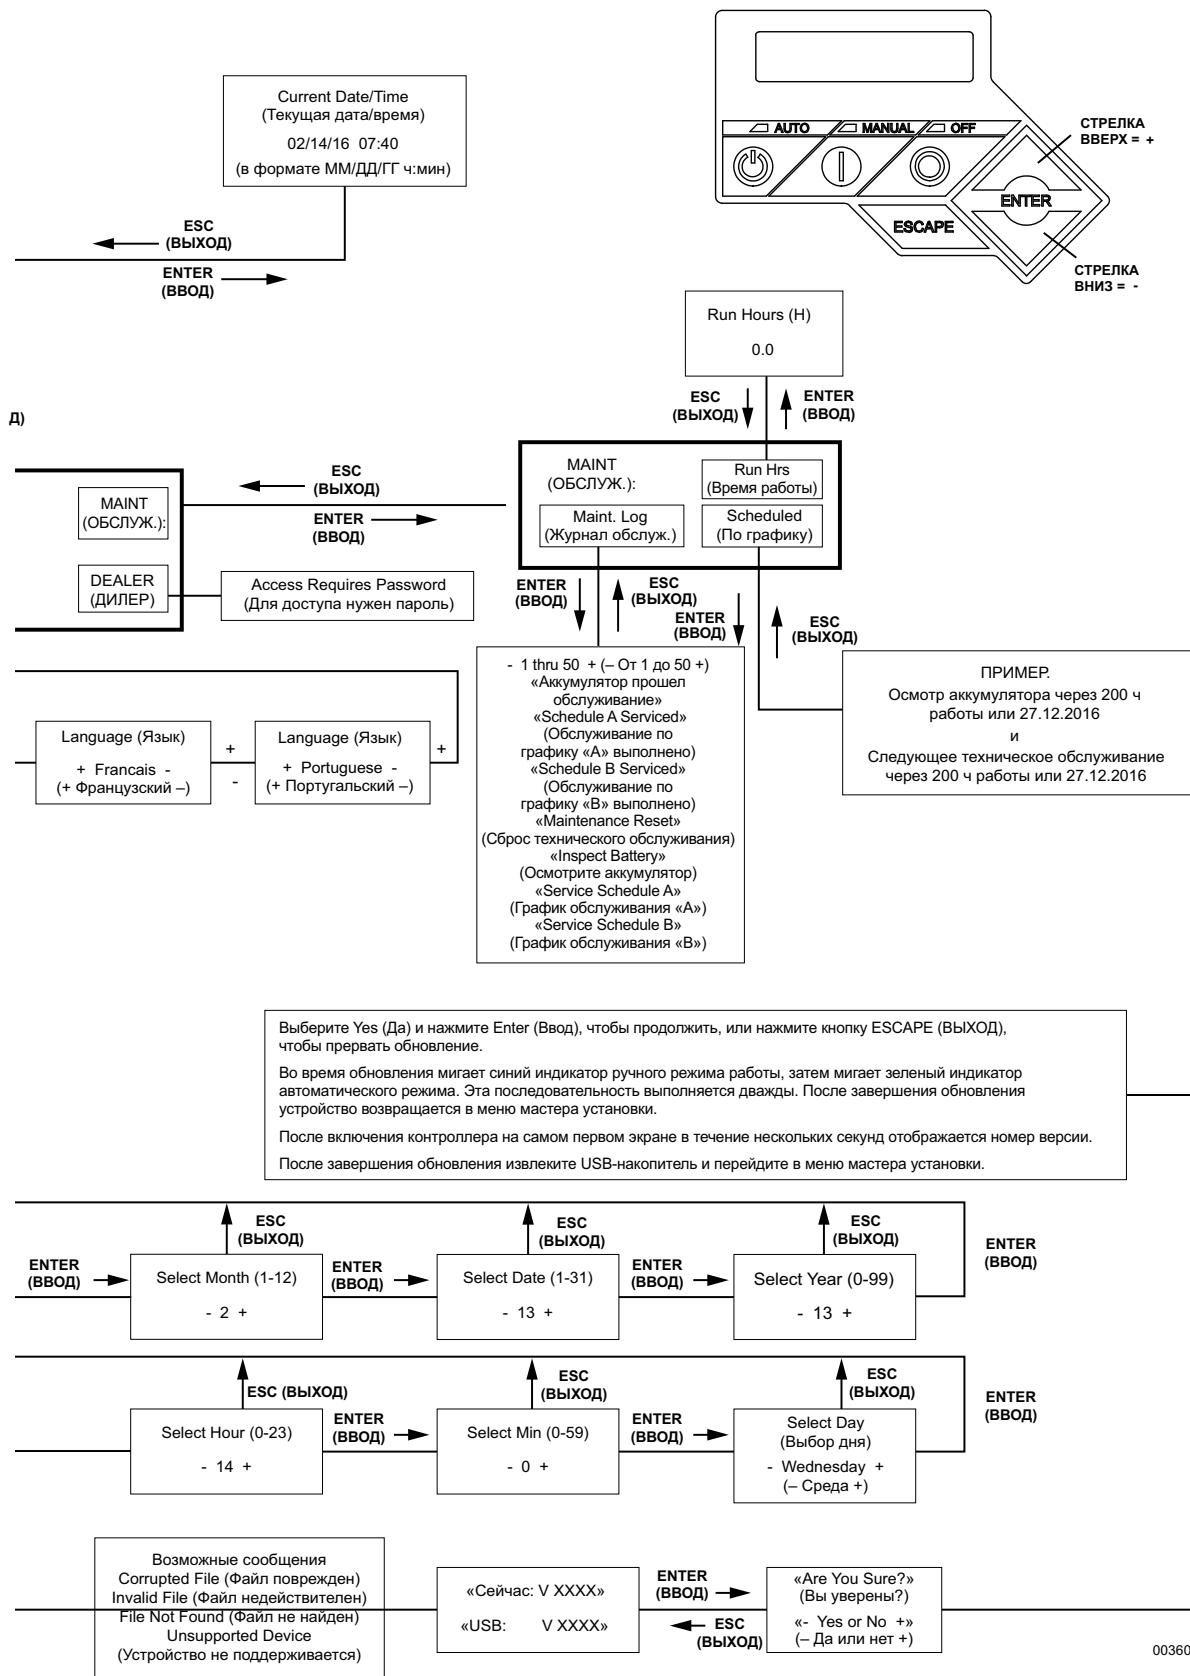 Current Date/Time
(Текущая дата/время)
02/14/16 07:40
(в формате ММ/ДД/ГГ ч:мин)
ESC
(ВЫХОД)
ENTER
(ВВОД)
AUTO
MANUAL
OFF
ENTER
ESCAPE
СТРЕЛКА
ВВЕРХ = +
СТРЕЛКА
ВНИЗ = -
Run Hours (H)
0.0
ESC
(ВЫХОД)
ENTER
(ВВОД)
Д)
MAINT
(ОБСЛУЖ.):
DEALER
(ДИЛЕР)
Access Requires Password
(Для доступа нужен пароль)
ESC
(ВЫХОД)
ENTER
(ВВОД)
MAINT
(ОБСЛУЖ.):
Run Hrs
(Время работы)
Maint. Log
(Журнал обслуж.)
Scheduled
(По графику)
ENTER
(ВВОД)
ESC
(ВЫХОД)
ENTER
(ВВОД)
ESC
(ВЫХОД)
- 1 thru 50 + (– От 1 до 50 +)
«Аккумулятор прошел
обслуживание»
«Schedule A Serviced»
(Обслуживание по
графику «А» выполнено)
«Schedule B Serviced»
(Обслуживание по
графику «В» выполнено)
«Maintenance Reset»
(Сброс технического обслуживания)
«Inspect Battery»
(Осмотрите аккумулятор)
«Service Schedule A»
(График обслуживания «А»)
«Service Schedule B»
(График обслуживания «В»)
ПРИМЕР.
Осмотр аккумулятора через 200 ч
работы или 27.12.2016
и
Следующее техническое обслуживание
через 200 ч работы или 27.12.2016
Language (Язык)
+ Francais -
(+ Французский –)
+
-
Language (Язык)
+ Portuguese -
(+ Португальский –)
+
Выберите Yes (Да) и нажмите Enter (Ввод), чтобы продолжить, или нажмите кнопку ESCAPE (ВЫХОД),
чтобы прервать обновление.
Во время обновления мигает синий индикатор ручного режима работы, затем мигает зеленый индикатор
автоматического режима. Эта последовательность выполняется дважды. После завершения обновления
устройство возвращается в меню мастера установки.
После включения контроллера на самом первом экране в течение нескольких секунд отображается номер версии.
После завершения обновления извлеките USB-накопитель и перейдите в меню мастера установки.
ESC
(ВЫХОД)
ESC
(ВЫХОД)
ESC
(ВЫХОД)
ENTER
(ВВОД)
Select Month (1-12)
- 2 +
ENTER
(ВВОД)
Select Date (1-31)
- 13 +
ENTER
(ВВОД)
Select Year (0-99)
- 13 +
ENTER
(ВВОД)
ESC (ВЫХОД)
ESC
(ВЫХОД)
ESC
(ВЫХОД)
Select Hour (0-23)
- 14 +
ENTER
(ВВОД)
Select Min (0-59)
- 0 +
ENTER
(ВВОД)
Select Day
(Выбор дня)
- Wednesday +
(– Среда +)
ENTER
(ВВОД)
Возможные сообщения
Corrupted File (Файл поврежден)
Invalid File (Файл недействителен)
File Not Found (Файл не найден)
Unsupported Device
(Устройство не поддерживается)
«Сейчас: V XXXX»
«USB: V XXXX»
ENTER
(ВВОД)
ESC
(ВЫХОД)
«Are You Sure?»
(Вы уверены?)
«- Yes or No +»
(– Да или нет +)
00360